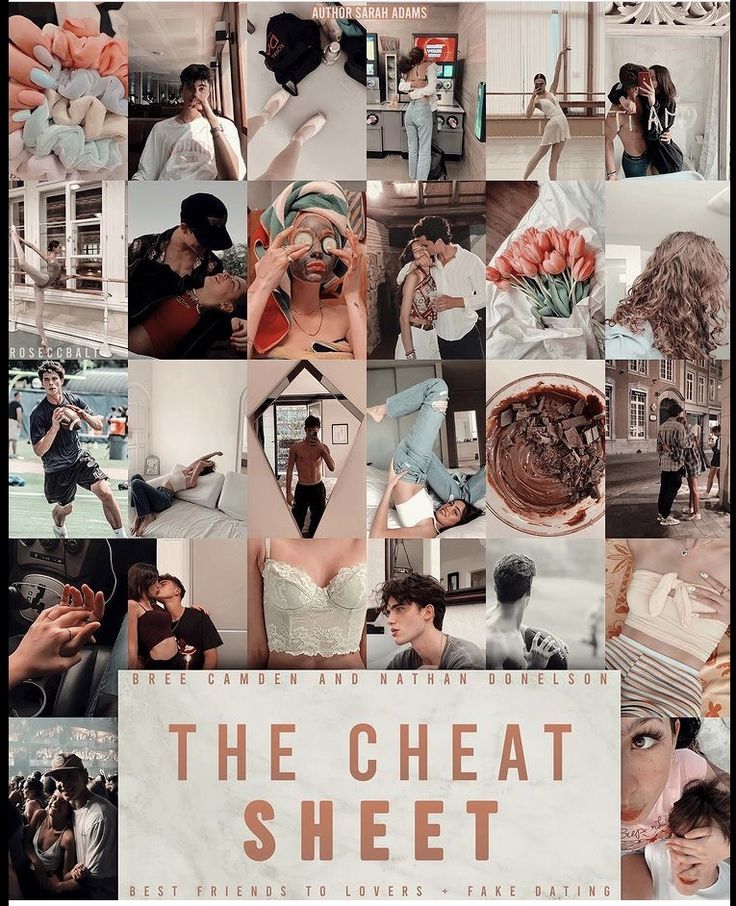 AUTHOR SARAH ADAMS
ROSECCBALT
BREE CAMDEN AND NATHAN DONELSON
THE CHEAT
SHEET
BEST FRIENDS TO LOVERS + FAKE DATING